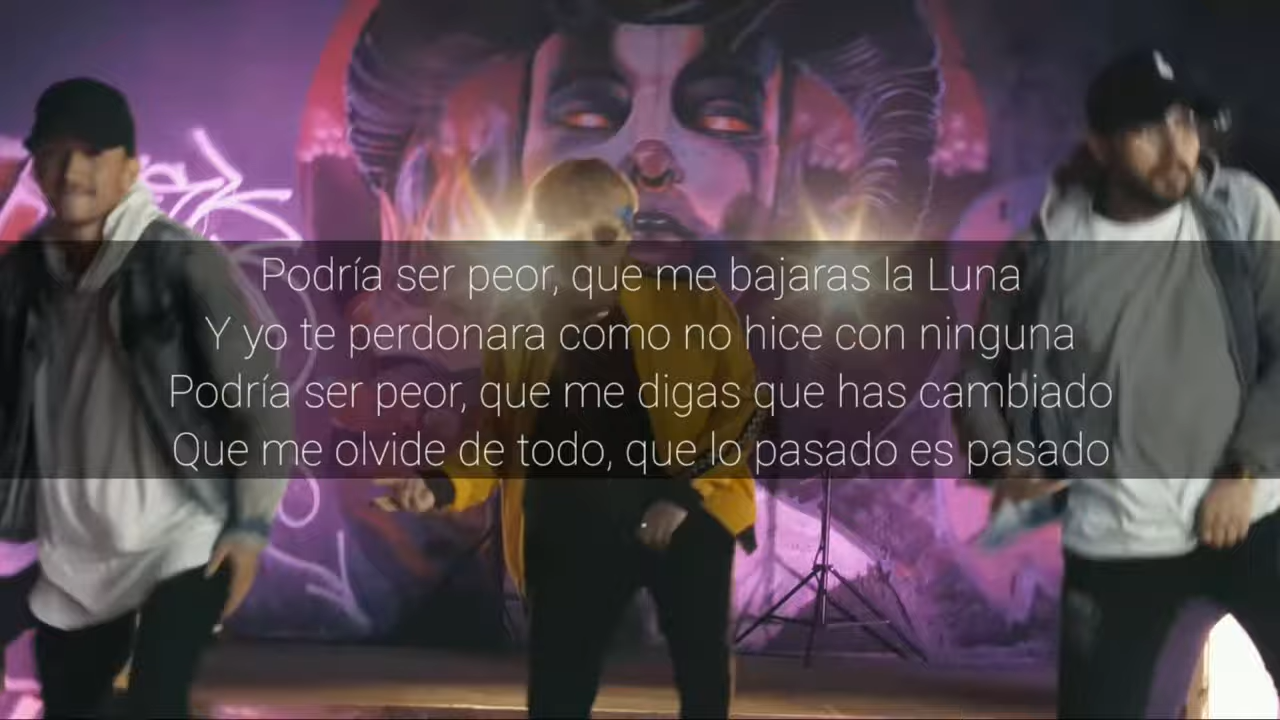 Podría ser peor, que me bajaras la Luna
Y yo te perdonara como no hice con ninguna
Podría ser peor, que me digas que has cambiado
Que me olvide de todo, que lo pasado es pasado